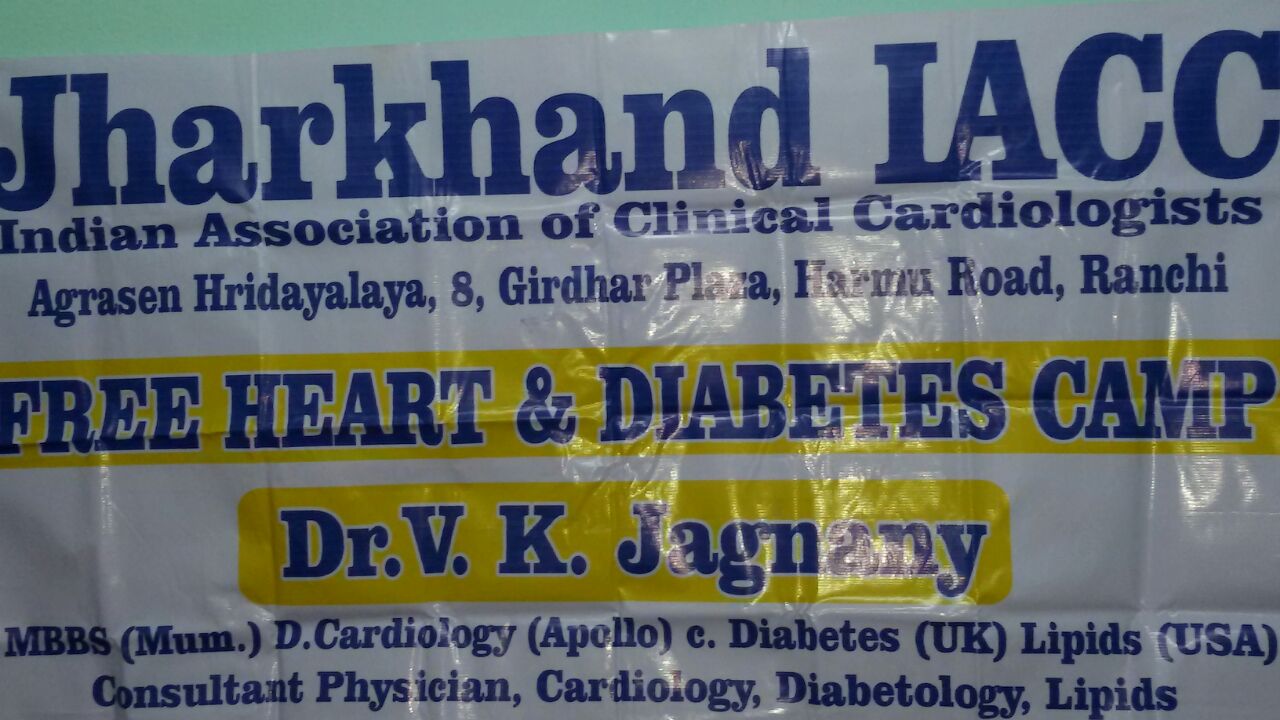 Jharkhand IACC
Indian Association of Clinical Cardiologists
Agrasen Hridayalaya, 8, Girdhar Plaza, Harmu Road, Ranchi
FREE HEART & DIABETES CAMP
Dr.V. K. Jagnany
MBBS (Mum.) D.Cardiology (Apollo) c. Diabetes (UK) Lipids (USA)
Consultant Physician, Cardiology, Diabetology, Lipids